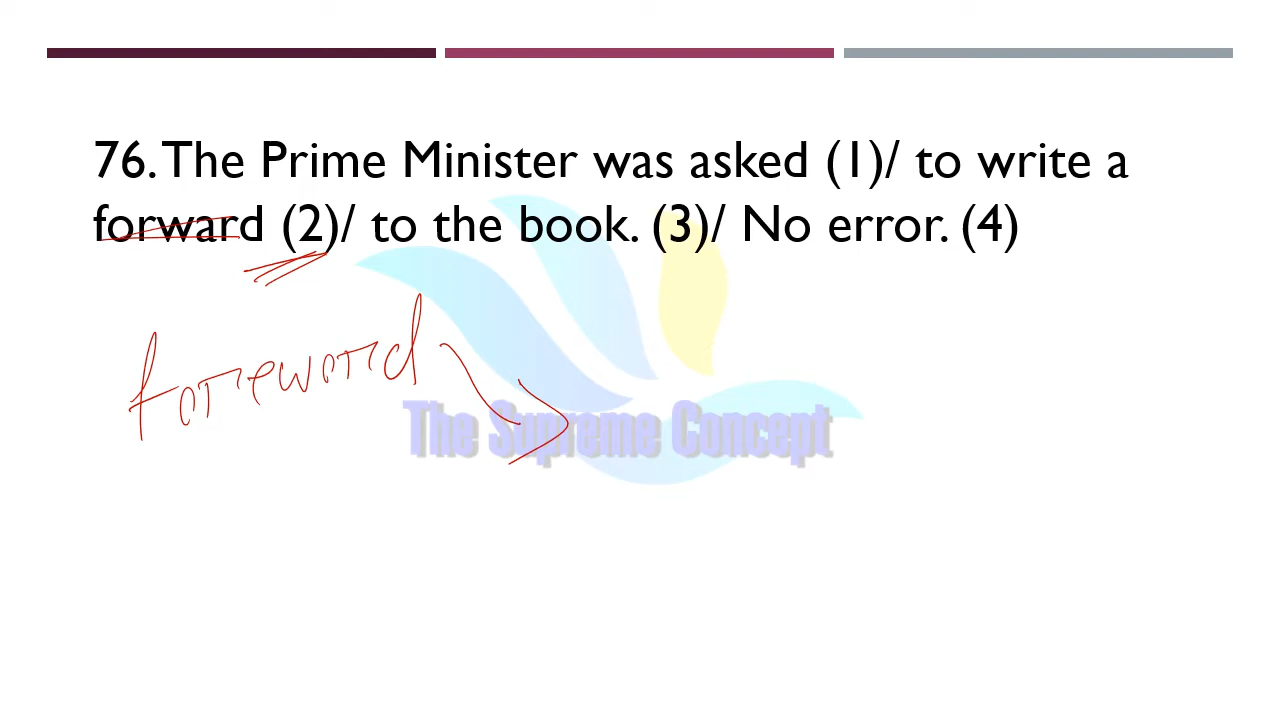 76. The Prime Minister was asked (1)/ to write a
forward (2)/ to the book. (3)/ No error. (4)
foreword
The Supreme Concept